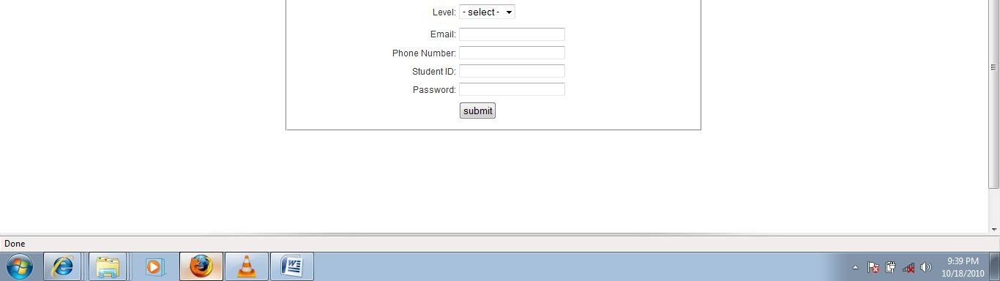 Level: - select -
Email:
Phone Number:
Student ID:
Password:
submit
Done
9:39 PM
10/18/2010